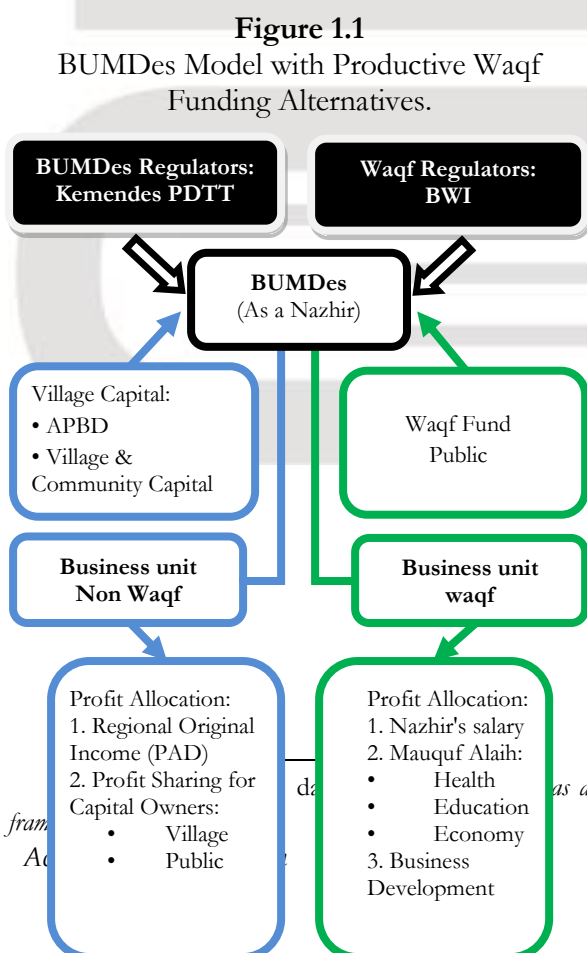 Figure 1.1
BUMDes Model with Productive Waqf
Funding Alternatives.
BUMDes Regulators:
Kemendes PDTT
Waqf Regulators:
BWI
BUMDes
(As a Nazhir)
Village Capital:
• APBD
• Village &
Community Capital
Waqf Fund
Public
Business unit
Non Waqf
Business unit
waqf
Profit Allocation:
1. Regional Original
Income (PAD)
2. Profit Sharing for
Capital Owners:
• Village
• Public
Profit Allocation:
1. Nazhir's salary
2. Mauquf Alaih:
• Health
• Education
• Economy
3. Business
Development